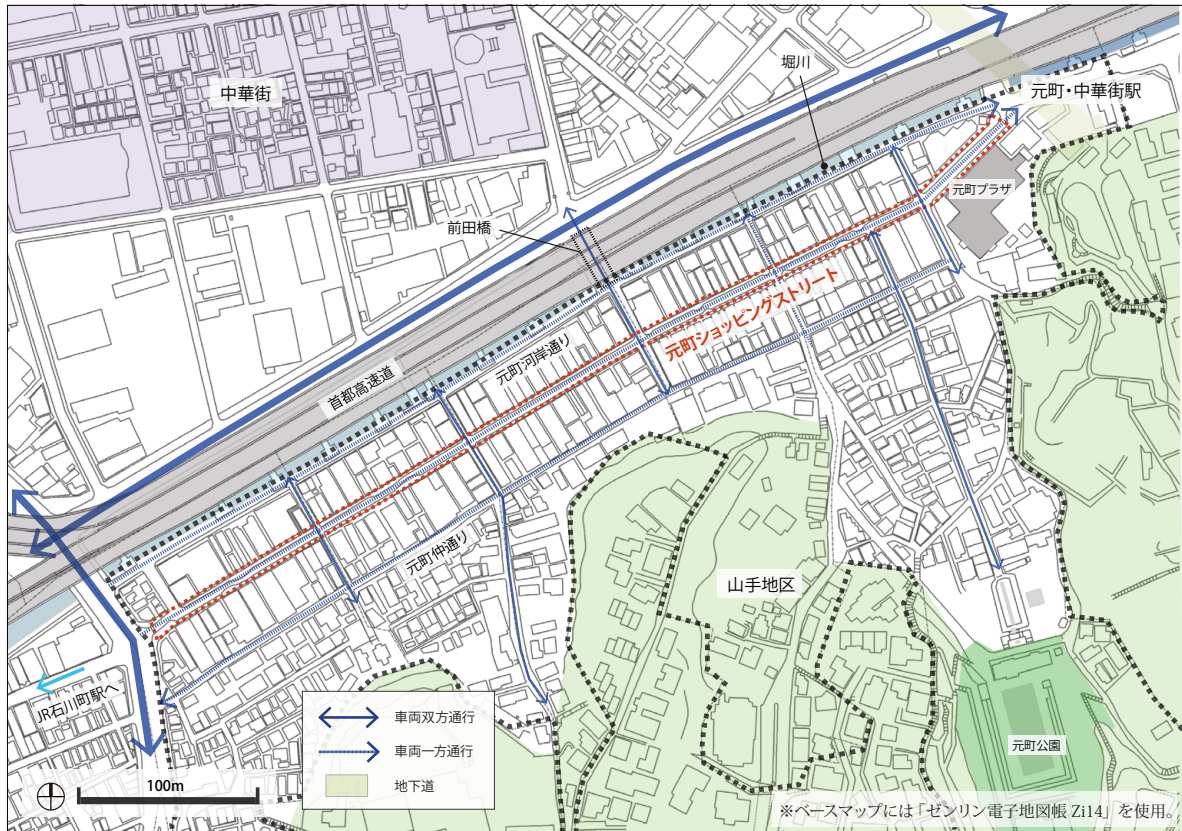 中華街
堀川
元町・中華街駅
元町プラザ
前田橋
元町ショッピングストリート
元町河岸通り
首都高速道
元町仲通り
山手地区
JR石川町駅へ
元町公園
車両双方通行
車両一方通行
地下道
100m
※ベースマップには「ゼンリン電子地図帳 Zi14」を使用。